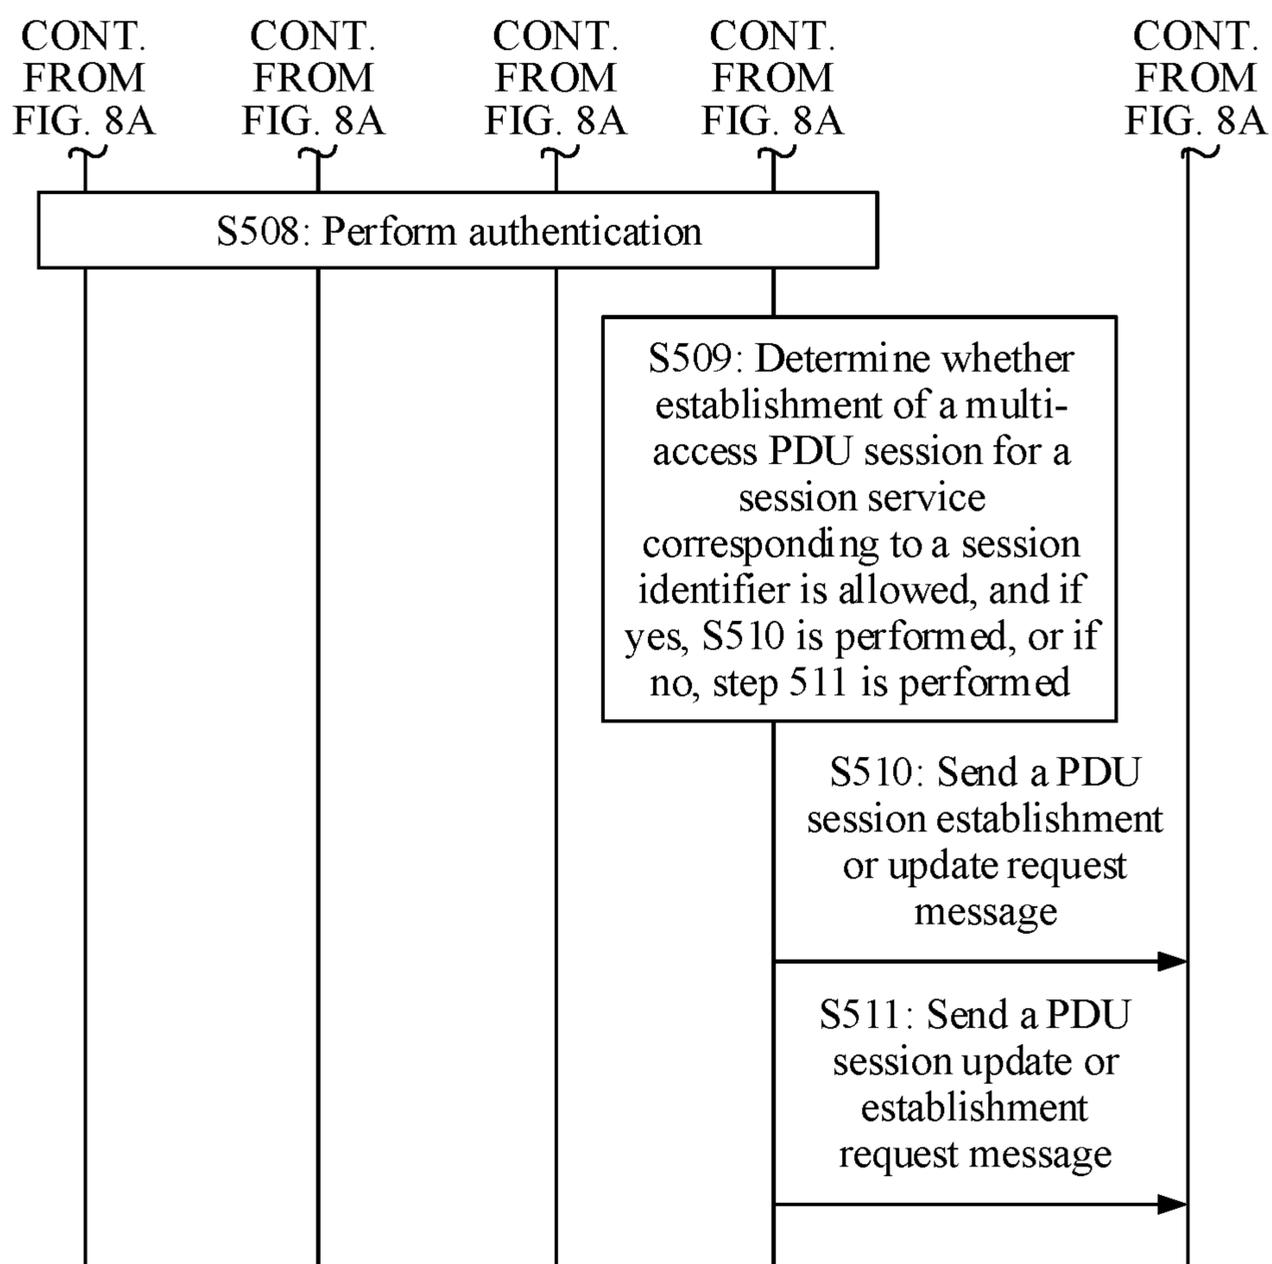 CONT. CONT. CONT. CONT. CONT.
FROM FROM FROM FROM FROM
FIG. 8A FIG. 8A FIG. 8A FIG. 8A FIG. 8A
S508: Perform authentication
S509: Determine whether
establishment of a multi-
access PDU session for a
session service
corresponding to a session
identifier is allowed, and if
yes, S510 is performed, or if
no, step 511 is performed
S510: Send a PDU
session establishment
or update request
message
S511: Send a PDU
session update or
establishment
request message